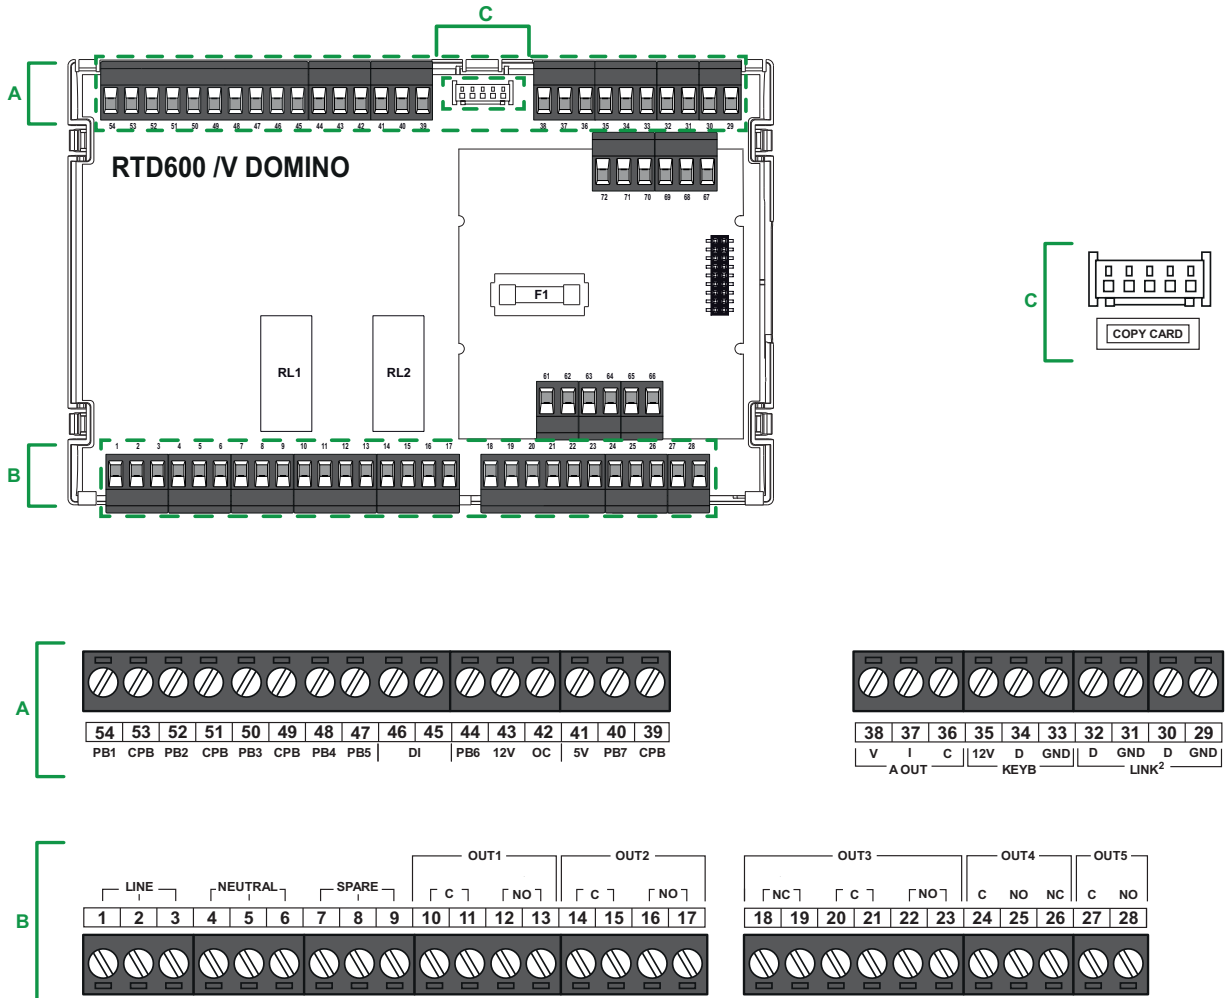 C
A
54 53 52 51 50 49 48 47 46 45 44 43 42 41 40 39 38 37 36 35 34 33 32 31 30 29
RTD600 /V DOMINO
72 71 70 69 68 67
F1
C
COPY CARD
RL1 RL2
61 62 63 64 65 66
B
1 2 3 4 5 6 7 8 9 10 11 12 13 14 15 16 17 18 19 20 21 22 23 24 25 26 27 28
A
54 53 52 51 50 49 48 47 46 45 44 43 42 41 40 39 38 37 36 35 34 33 32 31 30 29
PB1 CPB PB2 CPB PB3 CPB PB4 PB5 DI PB6 12V OC 5V PB7 CPB V I C 12V D GND D GND D GND
A OUT KEYB LINK2
OUT1 OUT2 OUT3 OUT4 OUT5
LINE NEUTRAL SPARE C NO C NO NC C NO C NO NC C NO
B
1 2 3 4 5 6 7 8 9 10 11 12 13 14 15 16 17 18 19 20 21 22 23 24 25 26 27 28